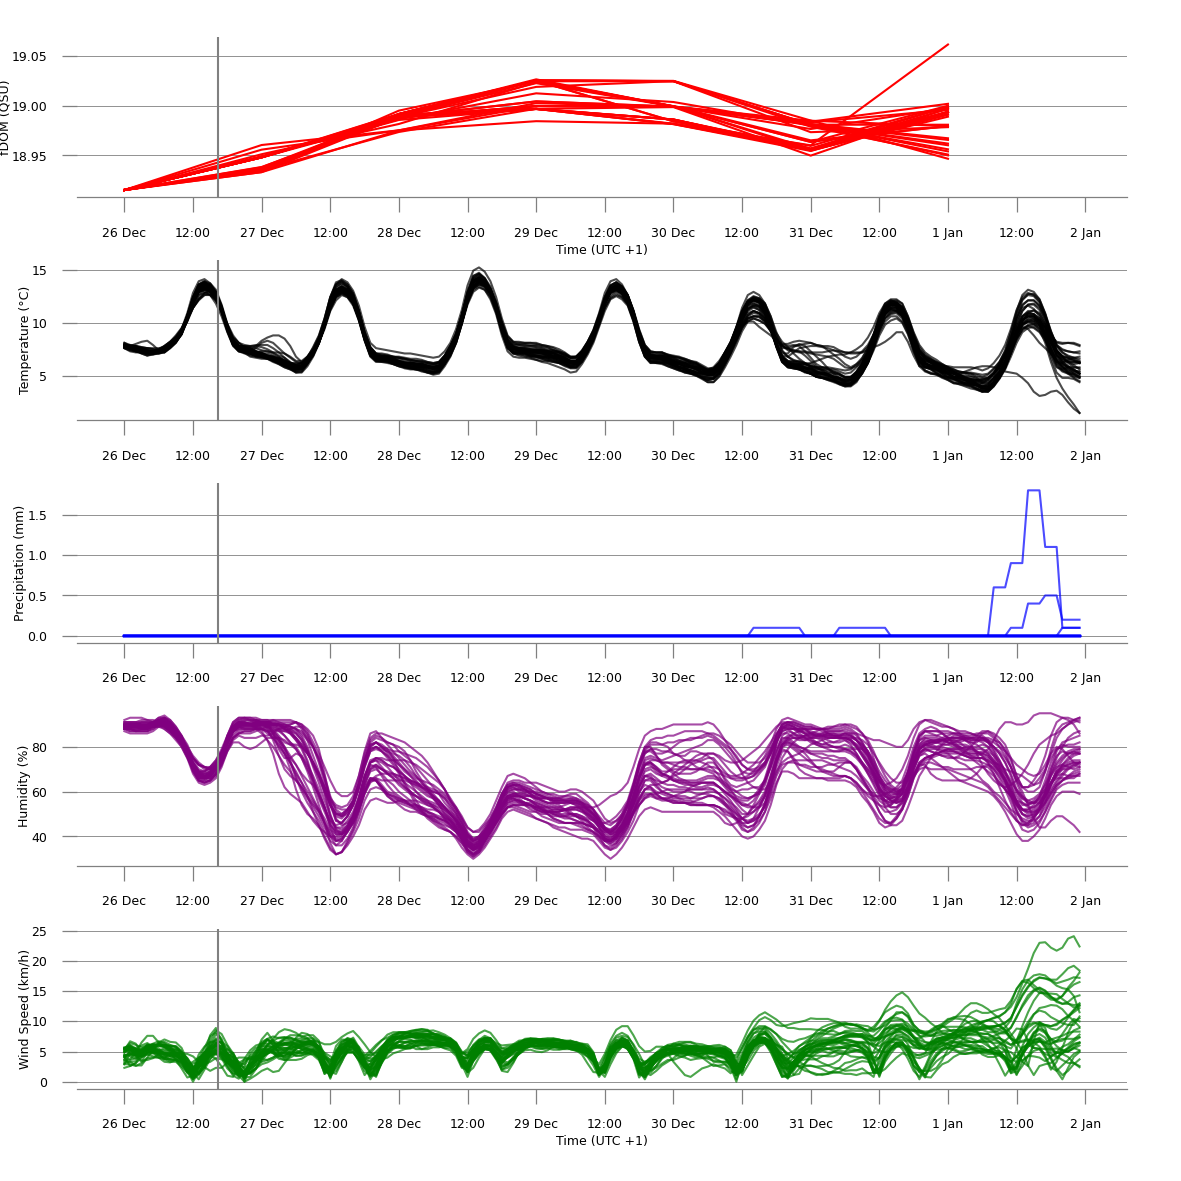 fDOM (QSU)
19.05
19.00
18.95
26 Dec 12:00 27 Dec 12:00 28 Dec 12:00 29 Dec 12:00 30 Dec 12:00 31 Dec 12:00 1 Jan 12:00 2 Jan
Time (UTC +1)
Temperature (°C)
15
10
5
26 Dec 12:00 27 Dec 12:00 28 Dec 12:00 29 Dec 12:00 30 Dec 12:00 31 Dec 12:00 1 Jan 12:00 2 Jan
Precipitation (mm)
1.5
1.0
0.5
0.0
26 Dec 12:00 27 Dec 12:00 28 Dec 12:00 29 Dec 12:00 30 Dec 12:00 31 Dec 12:00 1 Jan 12:00 2 Jan
Humidity (%)
80
60
40
26 Dec 12:00 27 Dec 12:00 28 Dec 12:00 29 Dec 12:00 30 Dec 12:00 31 Dec 12:00 1 Jan 12:00 2 Jan
Wind Speed (km/h)
25
20
15
10
5
0
26 Dec 12:00 27 Dec 12:00 28 Dec 12:00 29 Dec 12:00 30 Dec 12:00 31 Dec 12:00 1 Jan 12:00 2 Jan
Time (UTC +1)